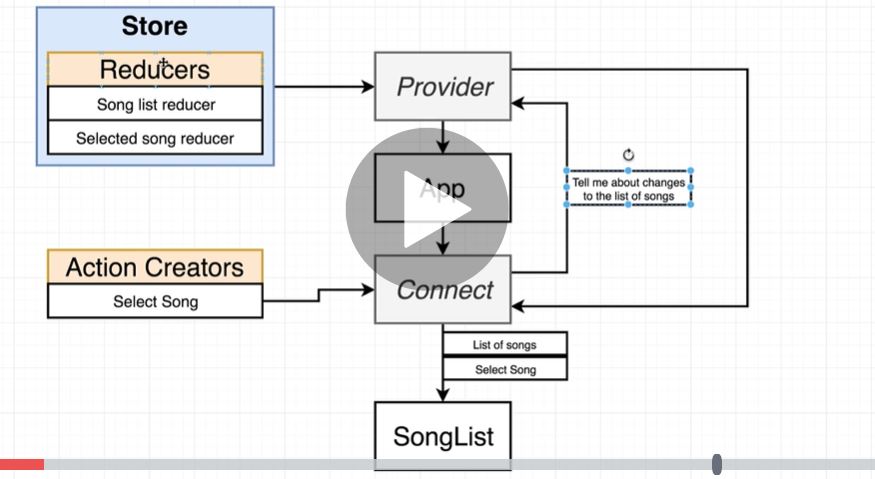 Store
Reducers
Song list reducer
Selected song reducer
Provider
App
Tell me about changes
to the list of songs
Action Creators
Select Song
Connect
List of songs
Select Song
SongList